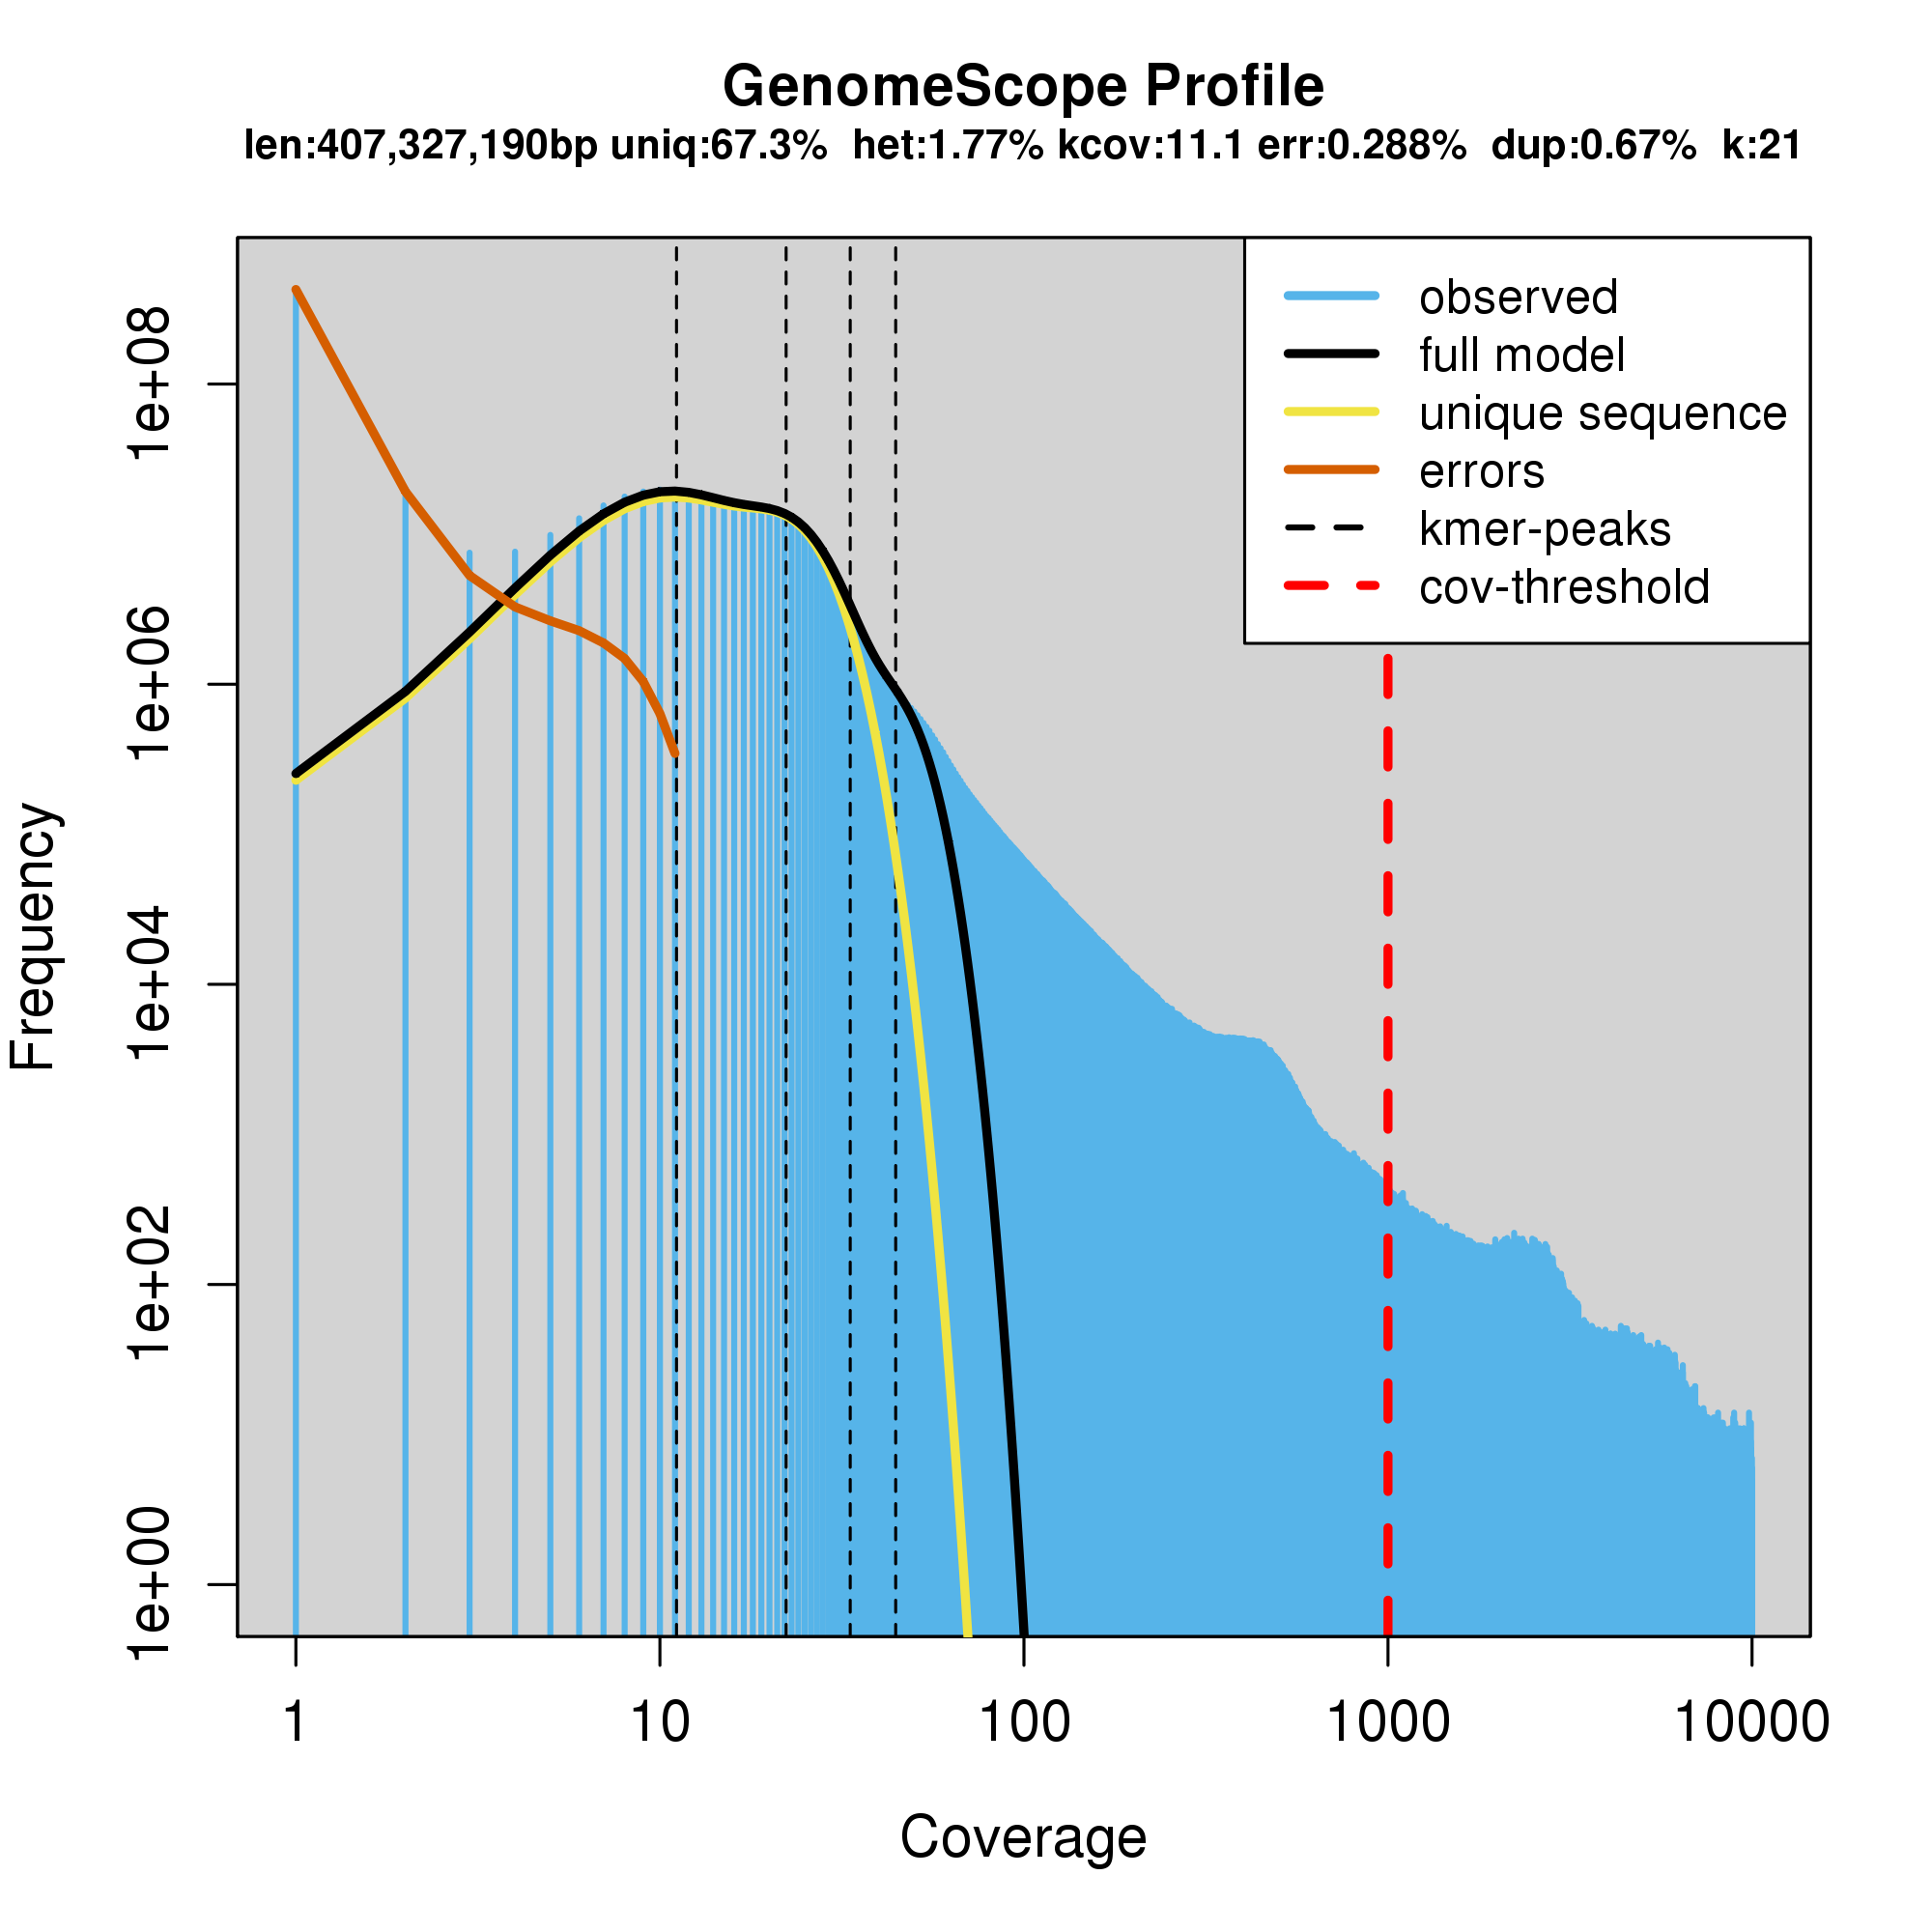 GenomeScope Profile
len:407,327,190bp uniq:67.3% het:1.77% kcov:11.1 err:0.288% dup:0.67% k:21
observed
full model
unique sequence
errors
kmer-peaks
cov-threshold
Frequency
1e+08
1e+06
1e+04
1e+02
1e+00
1 10 100 1000 10000
Coverage